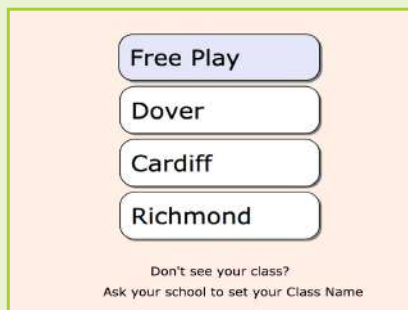 Free Play
Dover
Cardiff
Richmond
Don't see your class?
Ask your school to set your Class Name